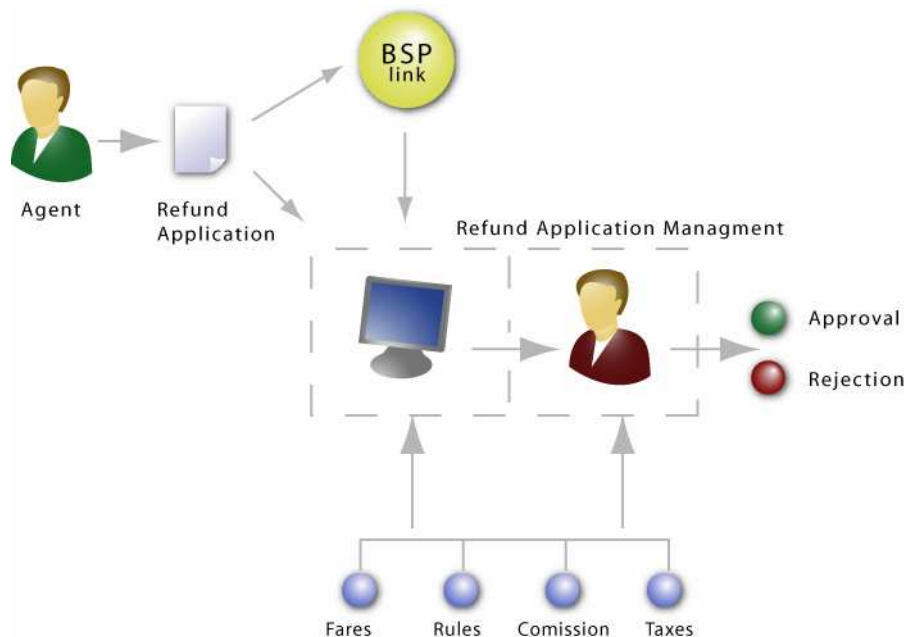 BSP
link
Agent
Refund
Application
Refund Application Managment
Approval
Rejection
Fares
Rules
Comission
Taxes